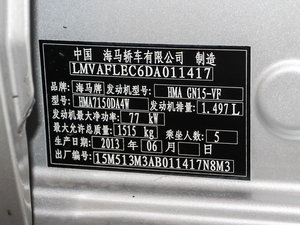 中国 海马轿车有限公司 制造
LMVAFLEC6DA011417
品牌：海马牌 发动机型号：HMA GN15-VF
型号：HMA7150DA4W 发动机排量：1.497L
发动机最大净功率：77 kW
最大允许总质量：1515 kg 乘坐人数：5
生产日期：2013 年 06 月 日
出厂编号：15M513M3AB011417N8M3